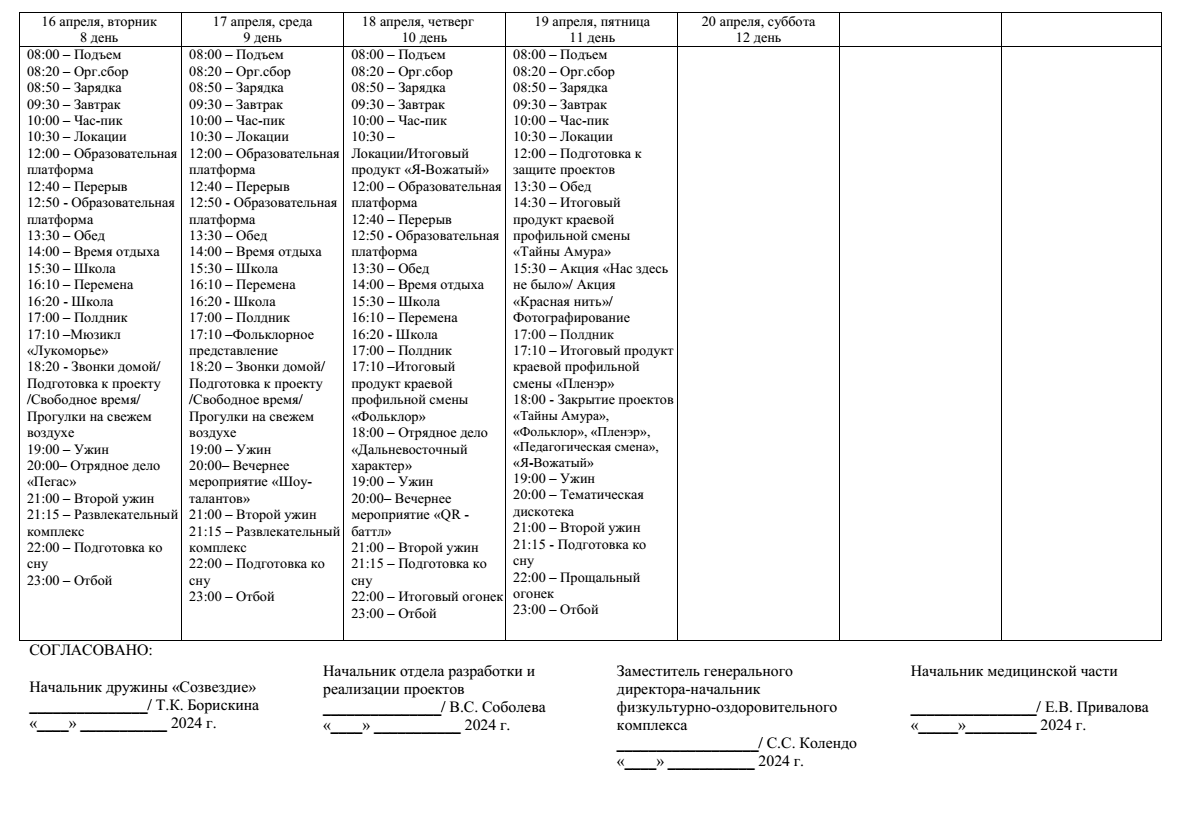 16 апреля, вторник
8 день
08:00 – Подъем
08:20 – Орг.сбор
08:50 – Зарядка
09:30 – Завтрак
10:00 – Час-пик
10:30 – Локации
12:00 – Образовательная
платформа
12:40 – Перерыв
12:50 - Образовательная
платформа
13:30 – Обед
14:00 – Время отдыха
15:30 – Школа
16:10 – Перемена
16:20 - Школа
17:00 – Полдник
17:10 –Мюзикл
«Лукоморье»
18:20 - Звонки домой/
Подготовка к проекту
/Свободное время/
Прогулки на свежем
воздухе
19:00 – Ужин
20:00– Отрядное дело
«Пегас»
21:00 – Второй ужин
21:15 – Развлекательный
комплекс
22:00 – Подготовка ко
сну
23:00 – Отбой
17 апреля, среда
9 день
08:00 – Подъем
08:20 – Орг.сбор
08:50 – Зарядка
09:30 – Завтрак
10:00 – Час-пик
10:30 – Локации
12:00 – Образовательная
платформа
12:40 – Перерыв
12:50 - Образовательная
платформа
13:30 – Обед
14:00 – Время отдыха
15:30 – Школа
16:10 – Перемена
16:20 - Школа
17:00 – Полдник
17:10 –Фольклорное
представление
18:20 – Звонки домой/
Подготовка к проекту
/Свободное время/
Прогулки на свежем
воздухе
19:00 – Ужин
20:00– Вечернее
мероприятие «Шоу-
талантов»
21:00 – Второй ужин
21:15 – Развлекательный
комплекс
22:00 – Подготовка ко
сну
23:00 – Отбой
18 апреля, четверг
10 день
08:00 – Подъем
08:20 – Орг.сбор
08:50 – Зарядка
09:30 – Завтрак
10:00 – Час-пик
10:30 –
Локации/Итоговый
продукт «Я-Вожатый»
12:00 – Образовательная
платформа
12:40 – Перерыв
12:50 - Образовательная
платформа
13:30 – Обед
14:00 – Время отдыха
15:30 – Школа
16:10 – Перемена
16:20 - Школа
17:00 – Полдник
17:10 –Итоговый
продукт краевой
профильной смены
«Фольклор»
18:00 – Отрядное дело
«Дальневосточный
характер»
19:00 – Ужин
20:00– Вечернее
мероприятие «QR -
баттл»
21:00 – Второй ужин
21:15 – Подготовка ко
сну
22:00 – Итоговый огонек
23:00 – Отбой
19 апреля, пятница
11 день
08:00 – Подъем
08:20 – Орг.сбор
08:50 – Зарядка
09:30 – Завтрак
10:00 – Час-пик
10:30 – Локации
12:00 – Подготовка к
защите проектов
13:30 – Обед
14:30 – Итоговый
продукт краевой
профильной смены
«Тайны Амура»
15:30 – Акция «Нас здесь
не было»/ Акция
«Красная нить»/
Фотографирование
17:00 – Полдник
17:10 – Итоговый продукт
краевой профильной
смены «Пленэр»
18:00 - Закрытие проектов
«Тайны Амура»,
«Фольклор», «Пленэр»,
«Педагогическая смена»,
«Я-Вожатый»
19:00 – Ужин
20:00 – Тематическая
дискотека
21:00 – Второй ужин
21:15 - Подготовка ко
сну
22:00 – Прощальный
огонек
23:00 – Отбой
20 апреля, суббота
12 день
СОГЛАСОВАНО:
Начальник дружины «Созвездие»
_______________/ Т.К. Борискина
«____» ___________ 2024 г.
Начальник отдела разработки и
реализации проектов
_______________/ В.С. Соболева
«____» ___________ 2024 г.
Заместитель генерального
директора-начальник
физкультурно-оздоровительного
комплекса
__________________/ С.С. Колендо
«____» ___________ 2024 г.
Начальник медицинской части
________________/ Е.В. Привалова
«_____»_________ 2024 г.